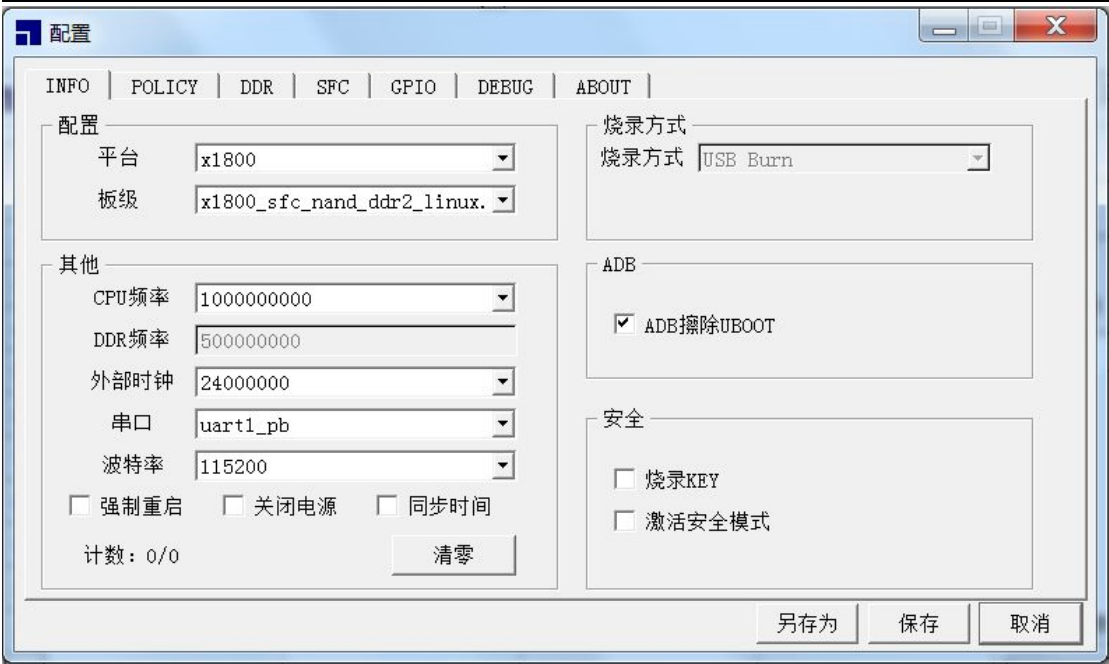 配置
INFO POLICY DDR SFC GPIO DEBUG ABOUT
配置
平台 x1800
板级 x1800_sfc_nand_ddr2_linux.
烧录方式
烧录方式 USB Burn
其他
CPU频率 1000000000
DDR频率 500000000
外部时钟 24000000
串口 uart1_pb
波特率 115200
强制重启 关闭电源 同步时间
计数: 0/0 清零
ADB
ADB擦除UBOOT
安全
烧录KEY
激活安全模式
另存为 保存 取消